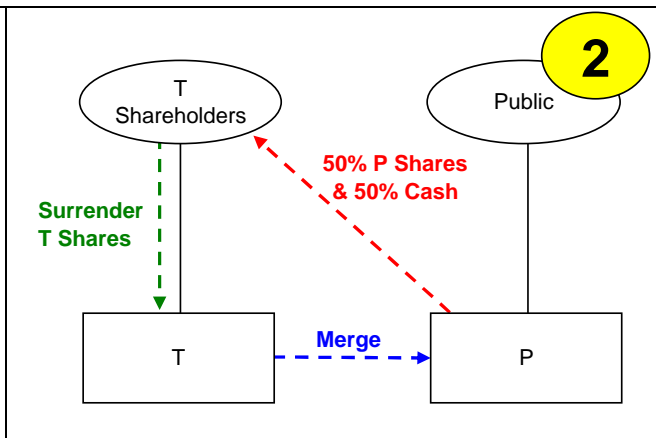 2
T
Shareholders
Public
50% P Shares
& 50% Cash
Surrender
T Shares
Merge
T
P